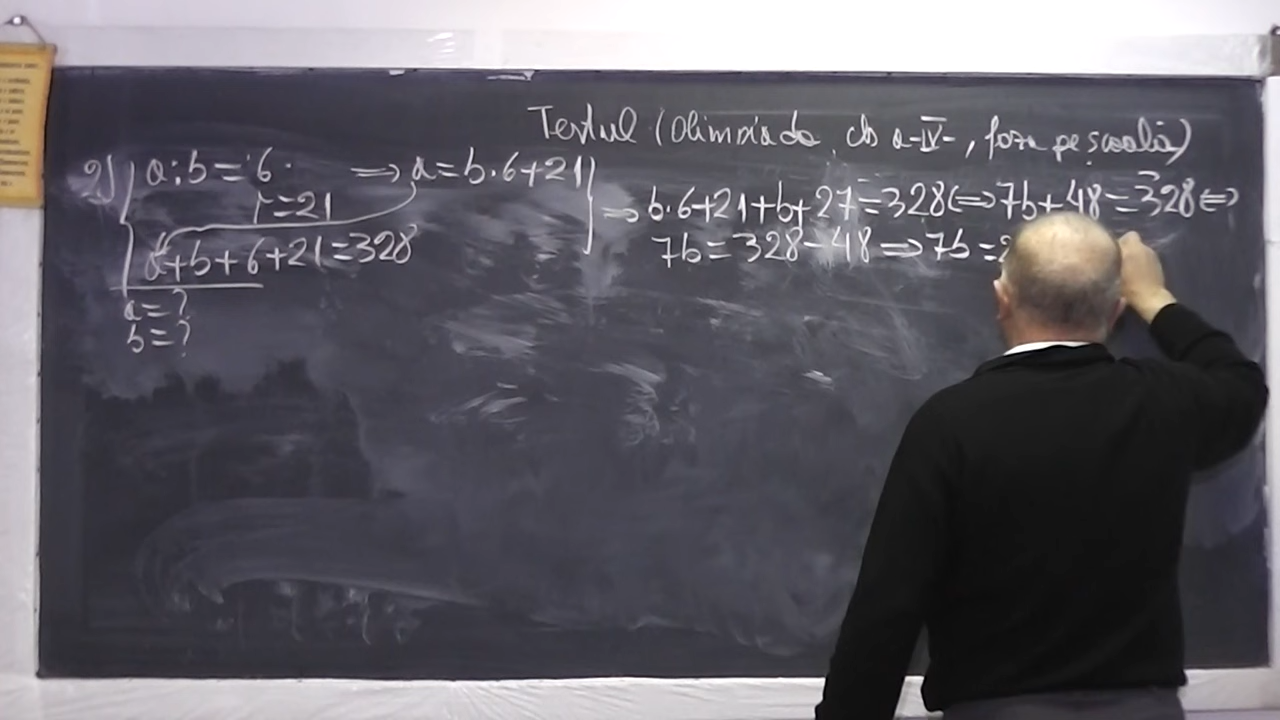 Testul (Olimpiada, cls a-IV-, faza pe școală)
2) a:b=6 ⟹ a=b·6+21
r=21
a+b+6+21=328
a=?
b=?
⟹ b·6+21+b+27=328 ⟺ 7b+48=328 ⟺
7b=328-48 ⟹ 7b=2